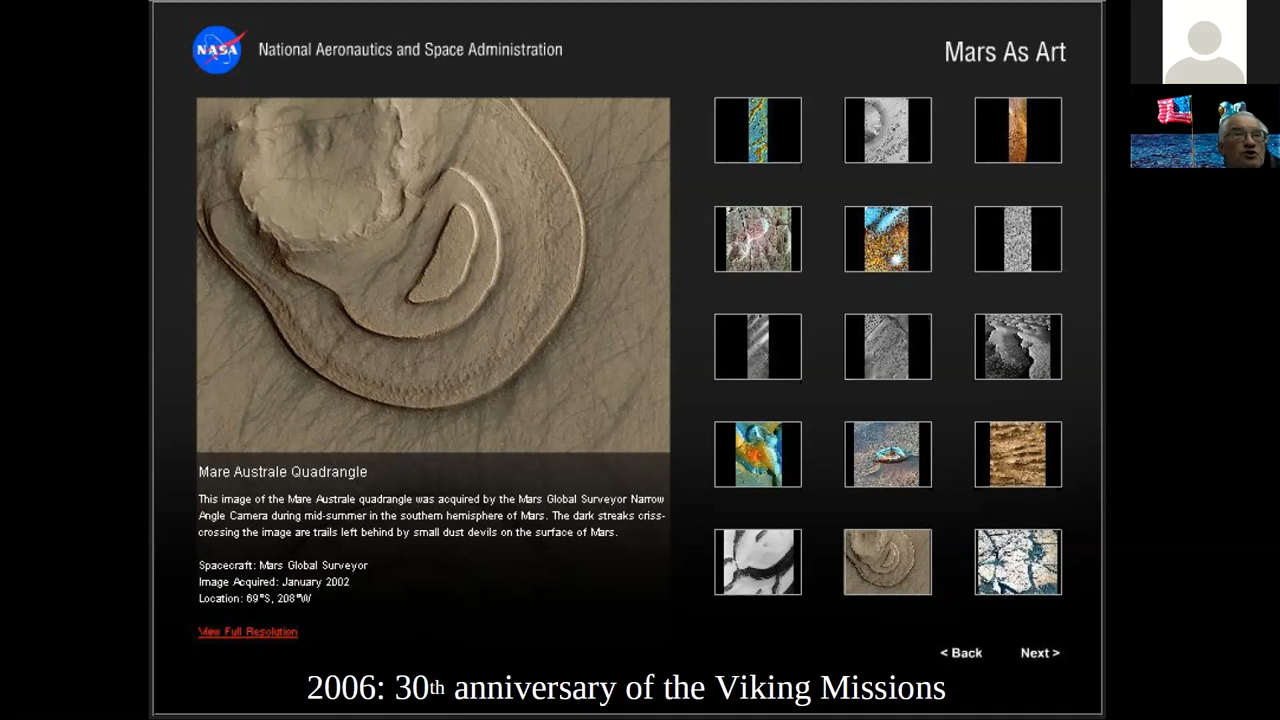 NASA
National Aeronautics and Space Administration
Mars As Art
Mare Australe Quadrangle
This image of the Mare Australe quadrangle was acquired by the Mars Global Surveyor Narrow
Angle Camera during mid-summer in the southern hemisphere of Mars. The dark streaks criss-
crossing the image are trails left behind by small dust devils on the surface of Mars.
Spacecraft: Mars Global Surveyor
Image Acquired: January 2002
Location: 69°S, 208°W
View Full Resolution
< Back Next >
2006: 30th anniversary of the Viking Missions